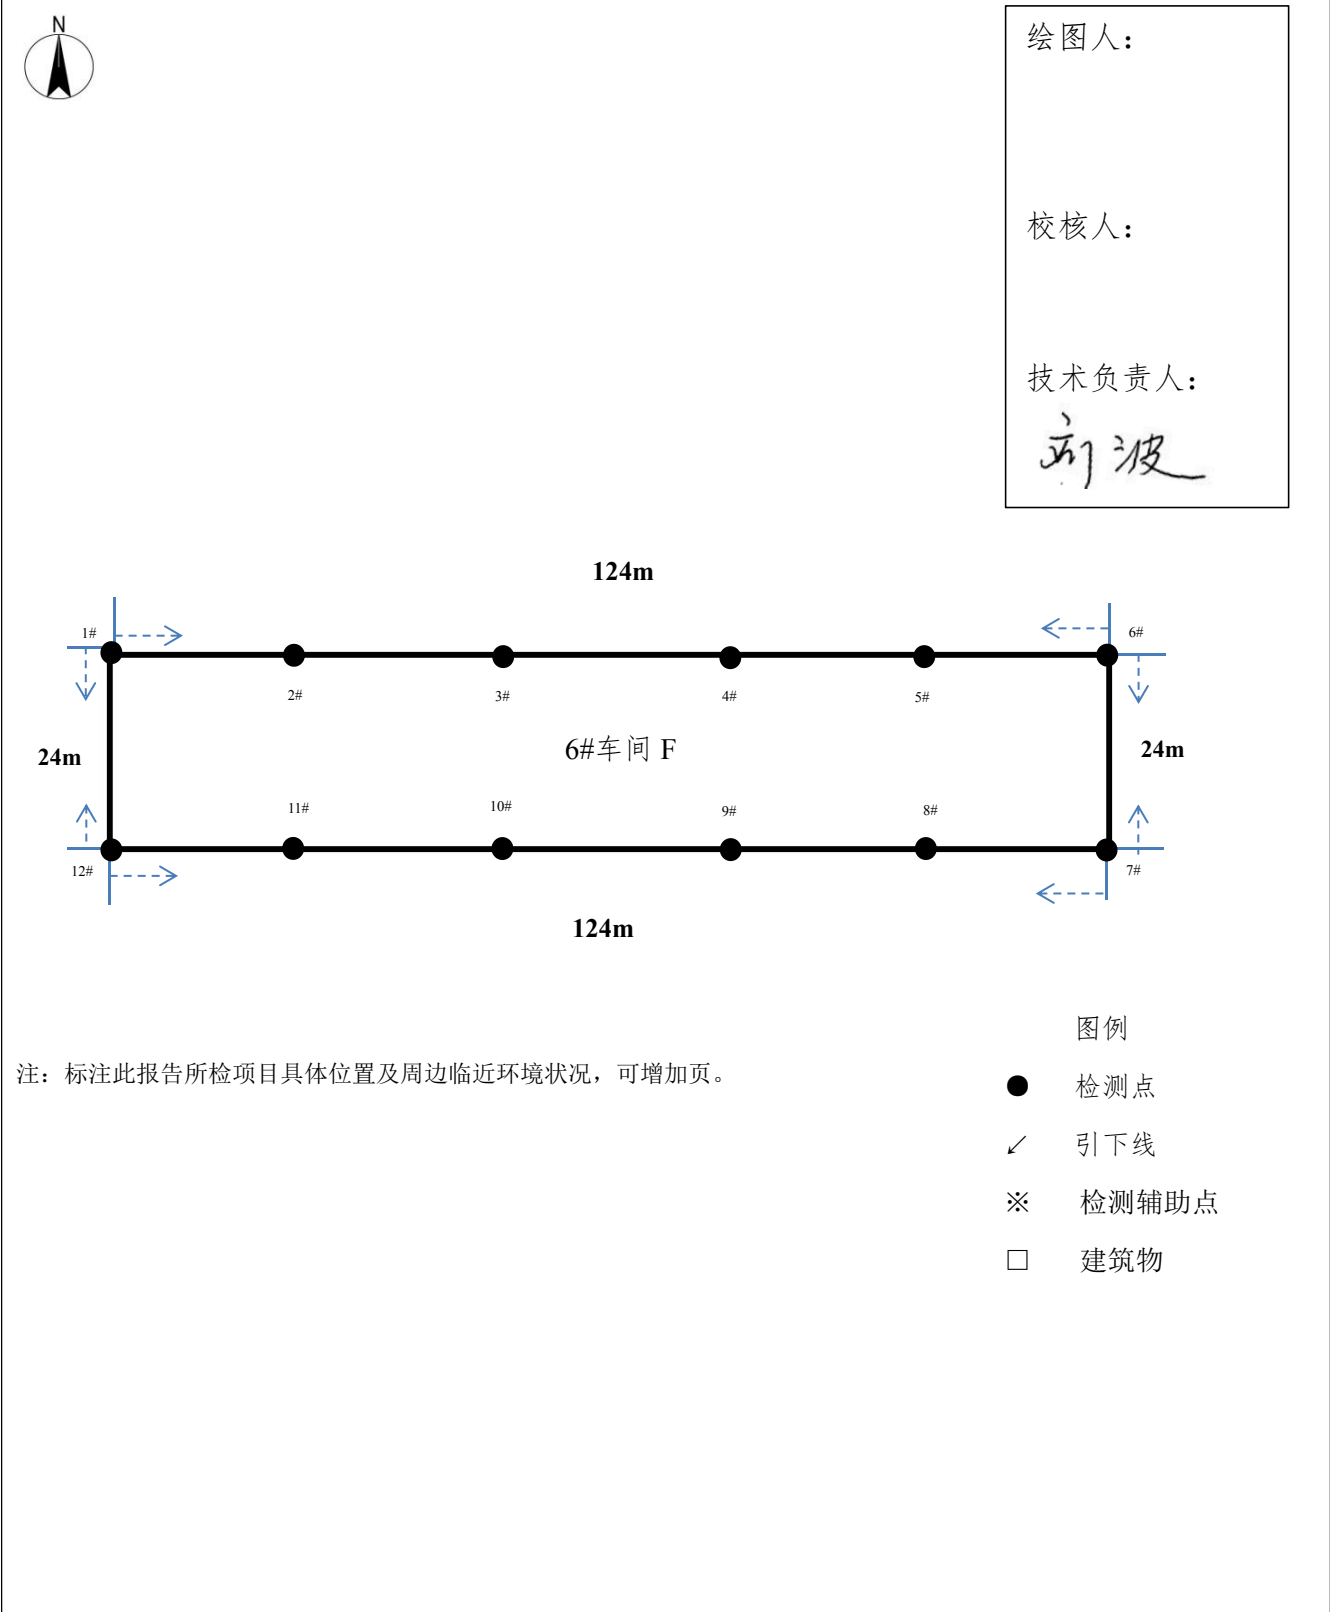 N
绘图人：
校核人：
技术负责人：
刘波
124m
1#
6#
2#
3#
4#
5#
24m
6#车间 F
24m
11#
10#
9#
8#
12#
7#
124m
图例
注：标注此报告所检项目具体位置及周边临近环境状况，可增加页。
● 检测点
↙ 引下线
※ 检测辅助点
□ 建筑物